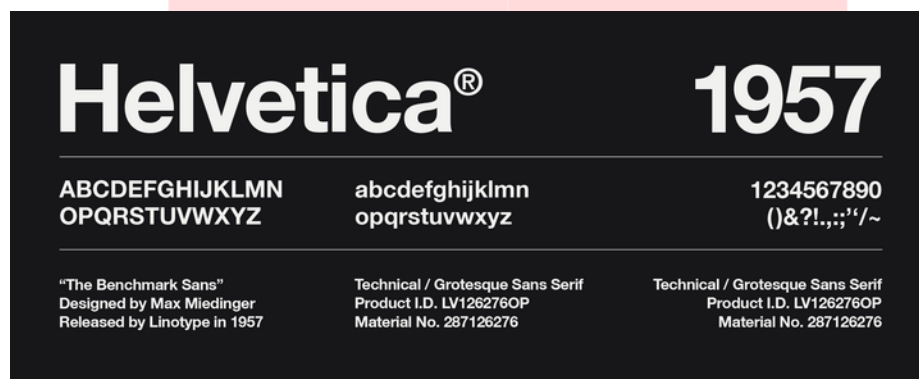 Helvetica®
1957
ABCDEFGHIJKLMN
OPQRSTUVWXYZ
abcdefghijklmn
opqrstuvwxyz
1234567890
()&?!.,:;’‘/~
“The Benchmark Sans”
Designed by Max Miedinger
Released by Linotype in 1957
Technical / Grotesque Sans Serif
Product I.D. LV126276OP
Material No. 287126276
Technical / Grotesque Sans Serif
Product I.D. LV126276OP
Material No. 287126276